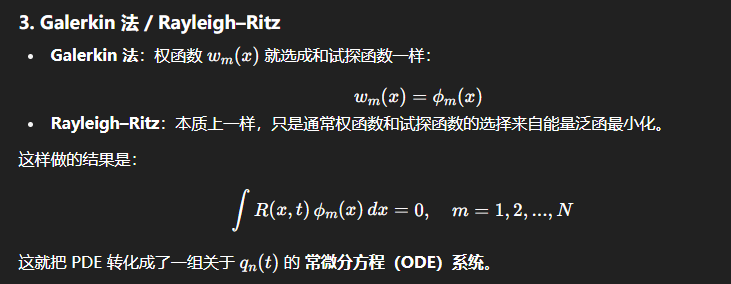 3. Galerkin 法 / Rayleigh–Ritz
• Galerkin 法：权函数 w_m(x) 就选成和试探函数一样：
w_m(x) = ϕ_m(x)
• Rayleigh–Ritz：本质上一样，只是通常权函数和试探函数的选择来自能量泛函最小化。
这样做的结果是：
∫ R(x, t) ϕ_m(x) dx = 0, m = 1, 2, ..., N
这就把 PDE 转化成了一组关于 q_n(t) 的 常微分方程（ODE）系统。